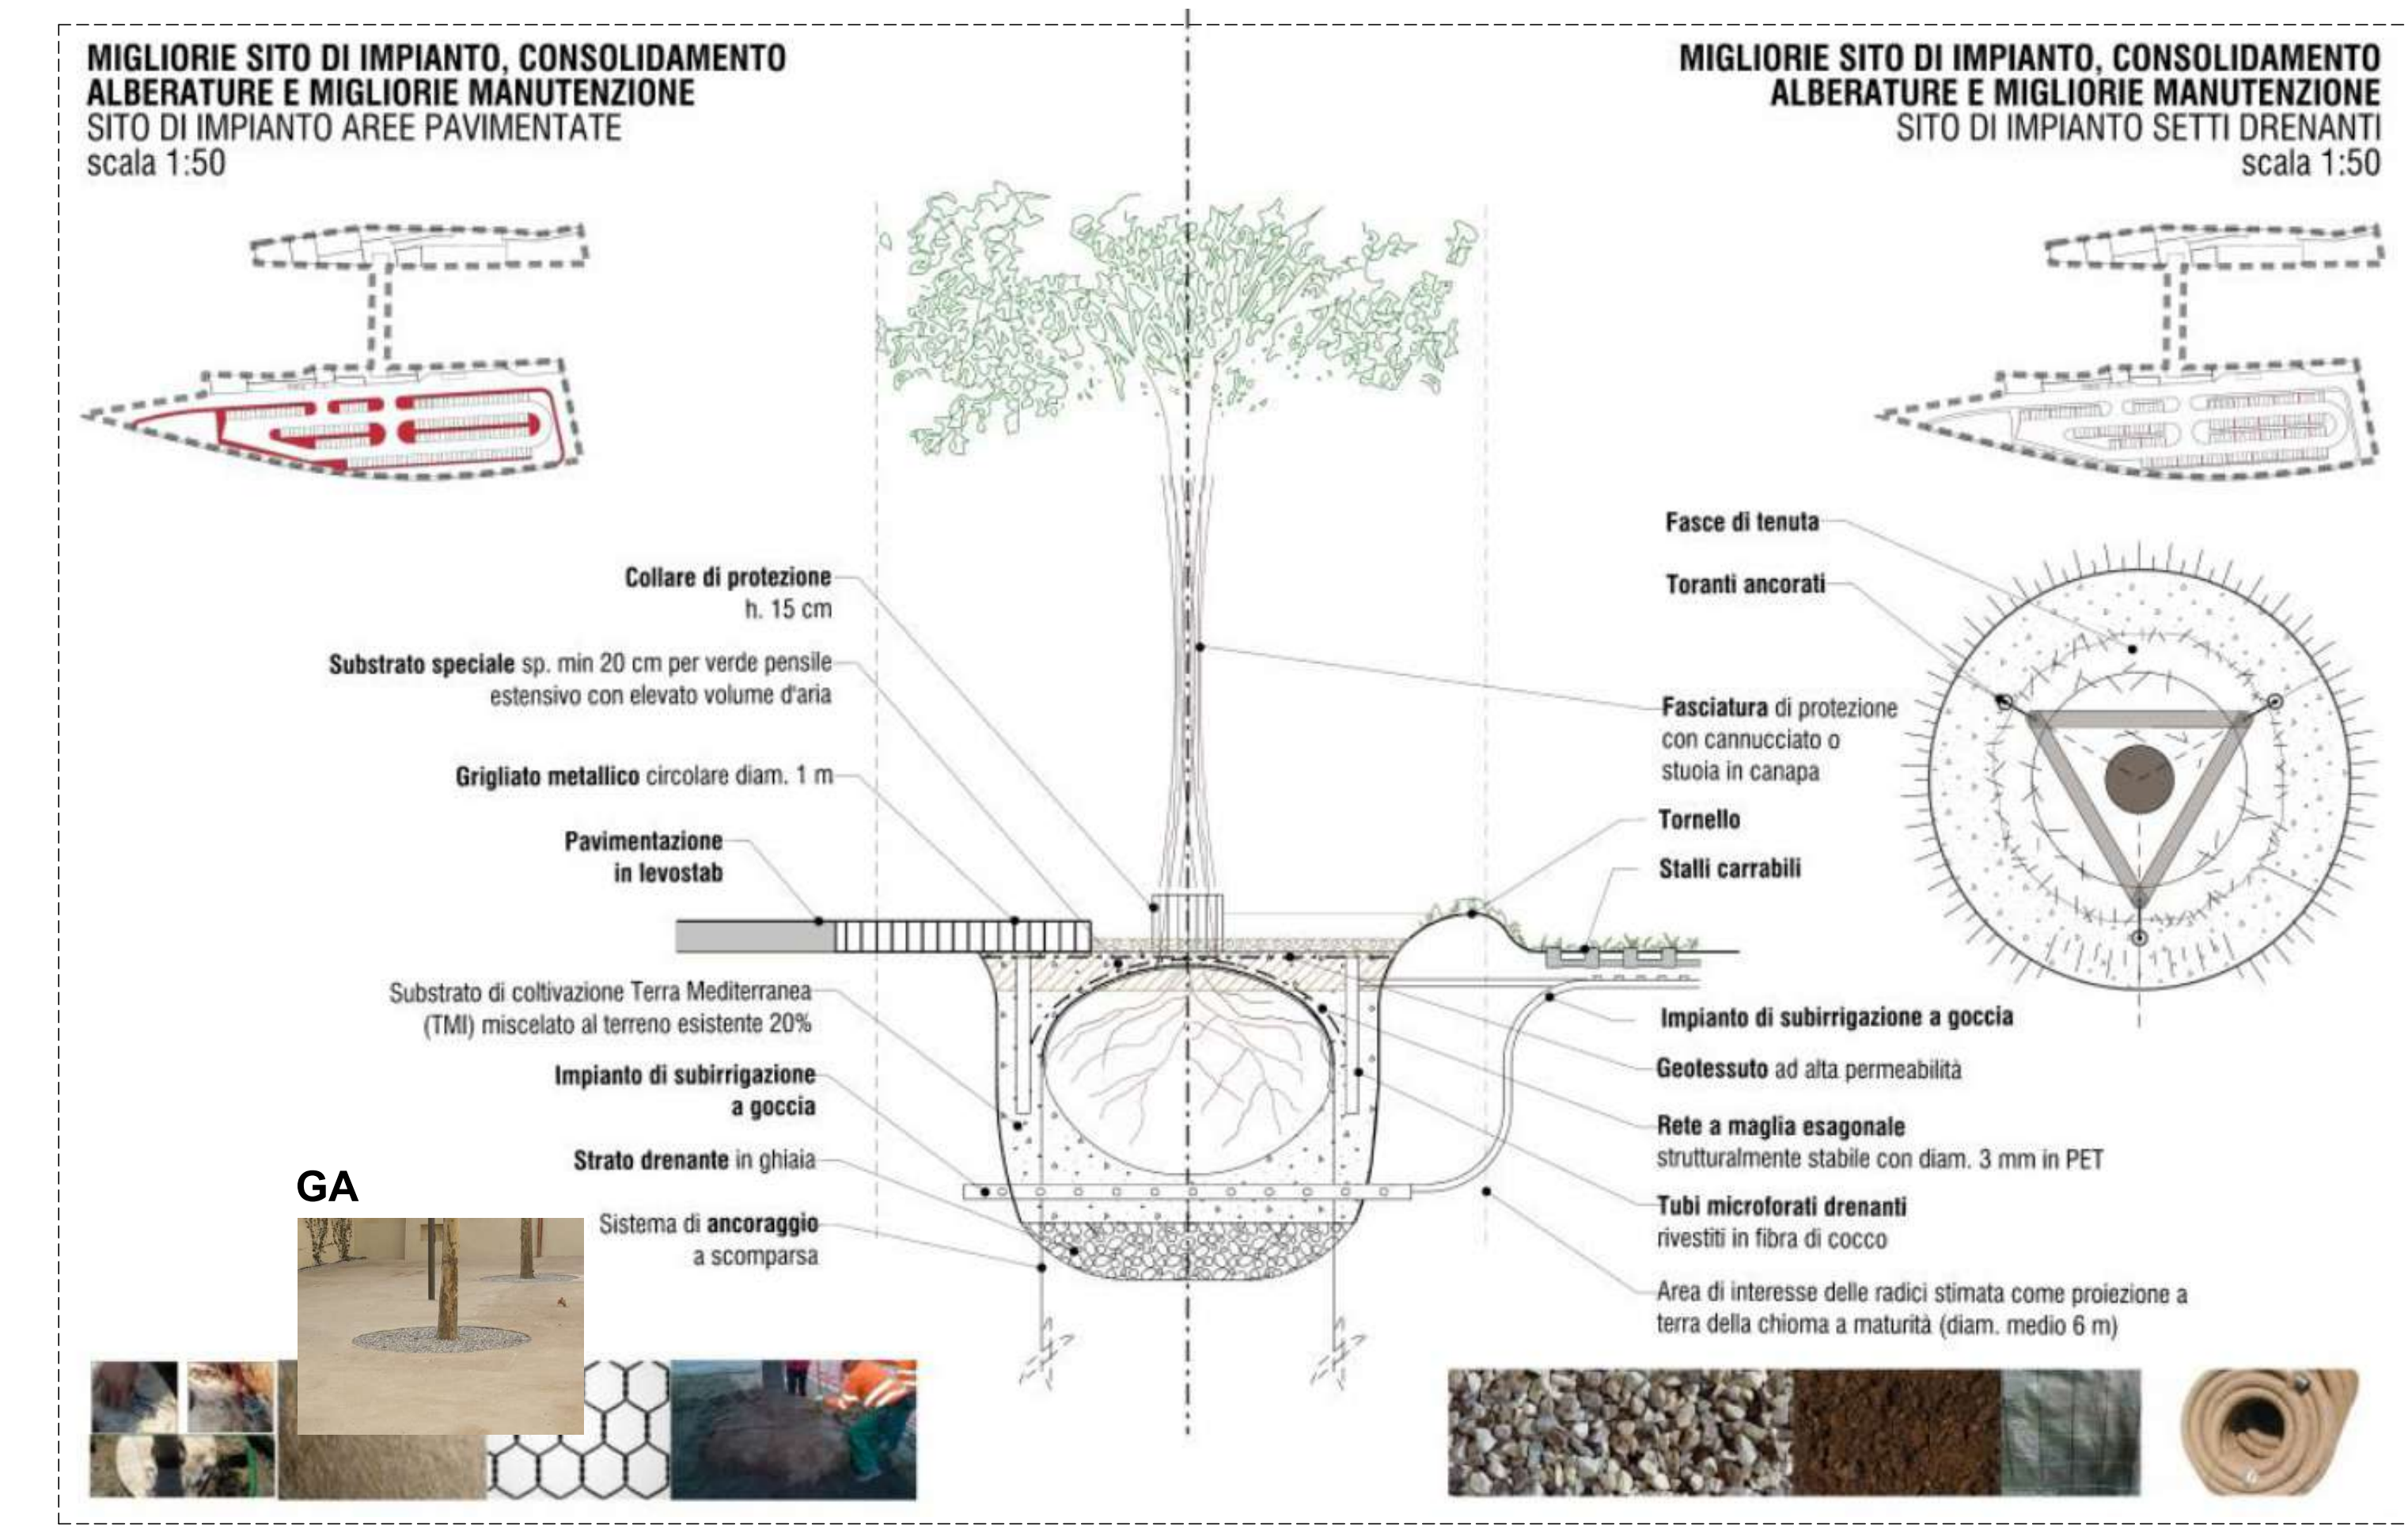 MIGLIORIE SITO DI IMPIANTO, CONSOLIDAMENTO
ALBERATURE E MIGLIORIE MANUTENZIONE
SITO DI IMPIANTO AREE PAVIMENTATE
scala 1:50
MIGLIORIE SITO DI IMPIANTO, CONSOLIDAMENTO
ALBERATURE E MIGLIORIE MANUTENZIONE
SITO DI IMPIANTO SETTI DRENANTI
scala 1:50
Collare di protezione
h. 15 cm
Substrato speciale sp. min 20 cm per verde pensile
estensivo con elevato volume d'aria
Grigliato metallico circolare diam. 1 m
Pavimentazione
in levostab
Substrato di coltivazione Terra Mediterranea
(TMI) miscelato al terreno esistente 20%
Impianto di subirrigazione
a goccia
Strato drenante in ghiaia
Sistema di ancoraggio
a scomparsa
GA
Fasce di tenuta
Toranti ancorati
Fasciatura di protezione
con cannucciato o
stuoia in canapa
Tornello
Stalli carrabili
Impianto di subirrigazione a goccia
Geotessuto ad alta permeabilità
Rete a maglia esagonale
strutturalmente stabile con diam. 3 mm in PET
Tubi microforati drenanti
rivestiti in fibra di cocco
Area di interesse delle radici stimata come proiezione a
terra della chioma a maturità (diam. medio 6 m)